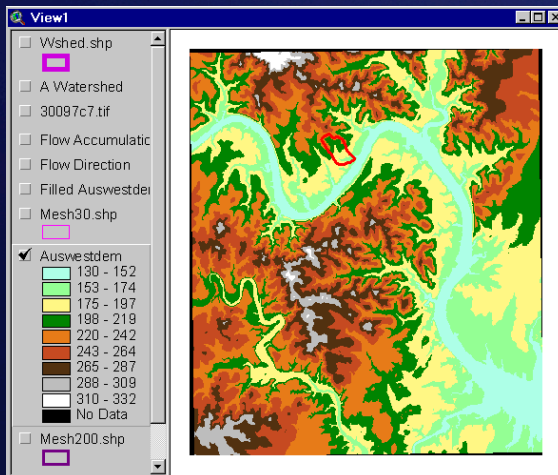 View1
Wshed.shp
A Watershed
30097c7.tif
Flow Accumulatic
Flow Direction
Filled Auswestder
Mesh30.shp
Auswestdem
130 - 152
153 - 174
175 - 197
198 - 219
220 - 242
243 - 264
265 - 287
288 - 309
310 - 332
No Data
Mesh200.shp